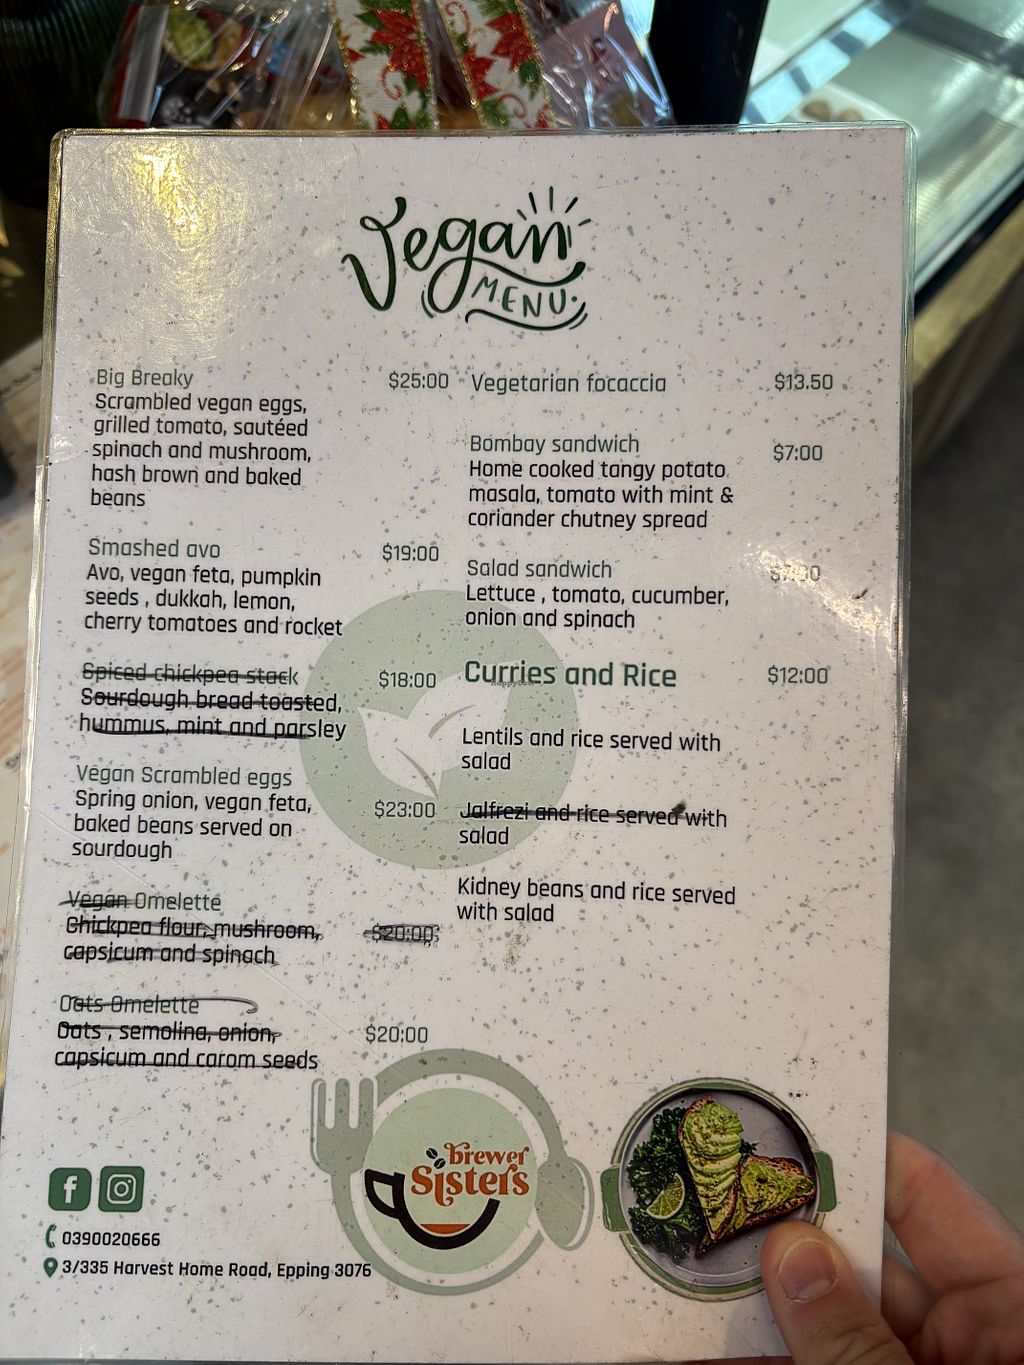 Vegan
MENU
Big Breaky $25:00
Scrambled vegan eggs,
grilled tomato, sautéed
spinach and mushroom,
hash brown and baked
beans
Smashed avo $19:00
Avo, vegan feta, pumpkin
seeds , dukkah, lemon,
cherry tomatoes and rocket
Spiced chickpea stack $18:00
Sourdough bread toasted,
hummus, mint and parsley
Vegan Scrambled eggs
Spring onion, vegan feta, $23:00
baked beans served on
sourdough
Vegan Omelette
Chickpea flour, mushroom, $20:00
capsicum and spinach
Oats Omelette
Oats , semolina, onion, $20:00
capsicum and carom seeds
Vegetarian focaccia $13.50
Bombay sandwich $7:00
Home cooked tangy potato
masala, tomato with mint &
coriander chutney spread
Salad sandwich
Lettuce , tomato, cucumber,
onion and spinach
Curries and Rice $12:00
HappyCow
Lentils and rice served with
salad
Jalfrezi and rice served with
salad
Kidney beans and rice served
with salad
brewer
Sisters
0390020666
3/335 Harvest Home Road, Epping 3076